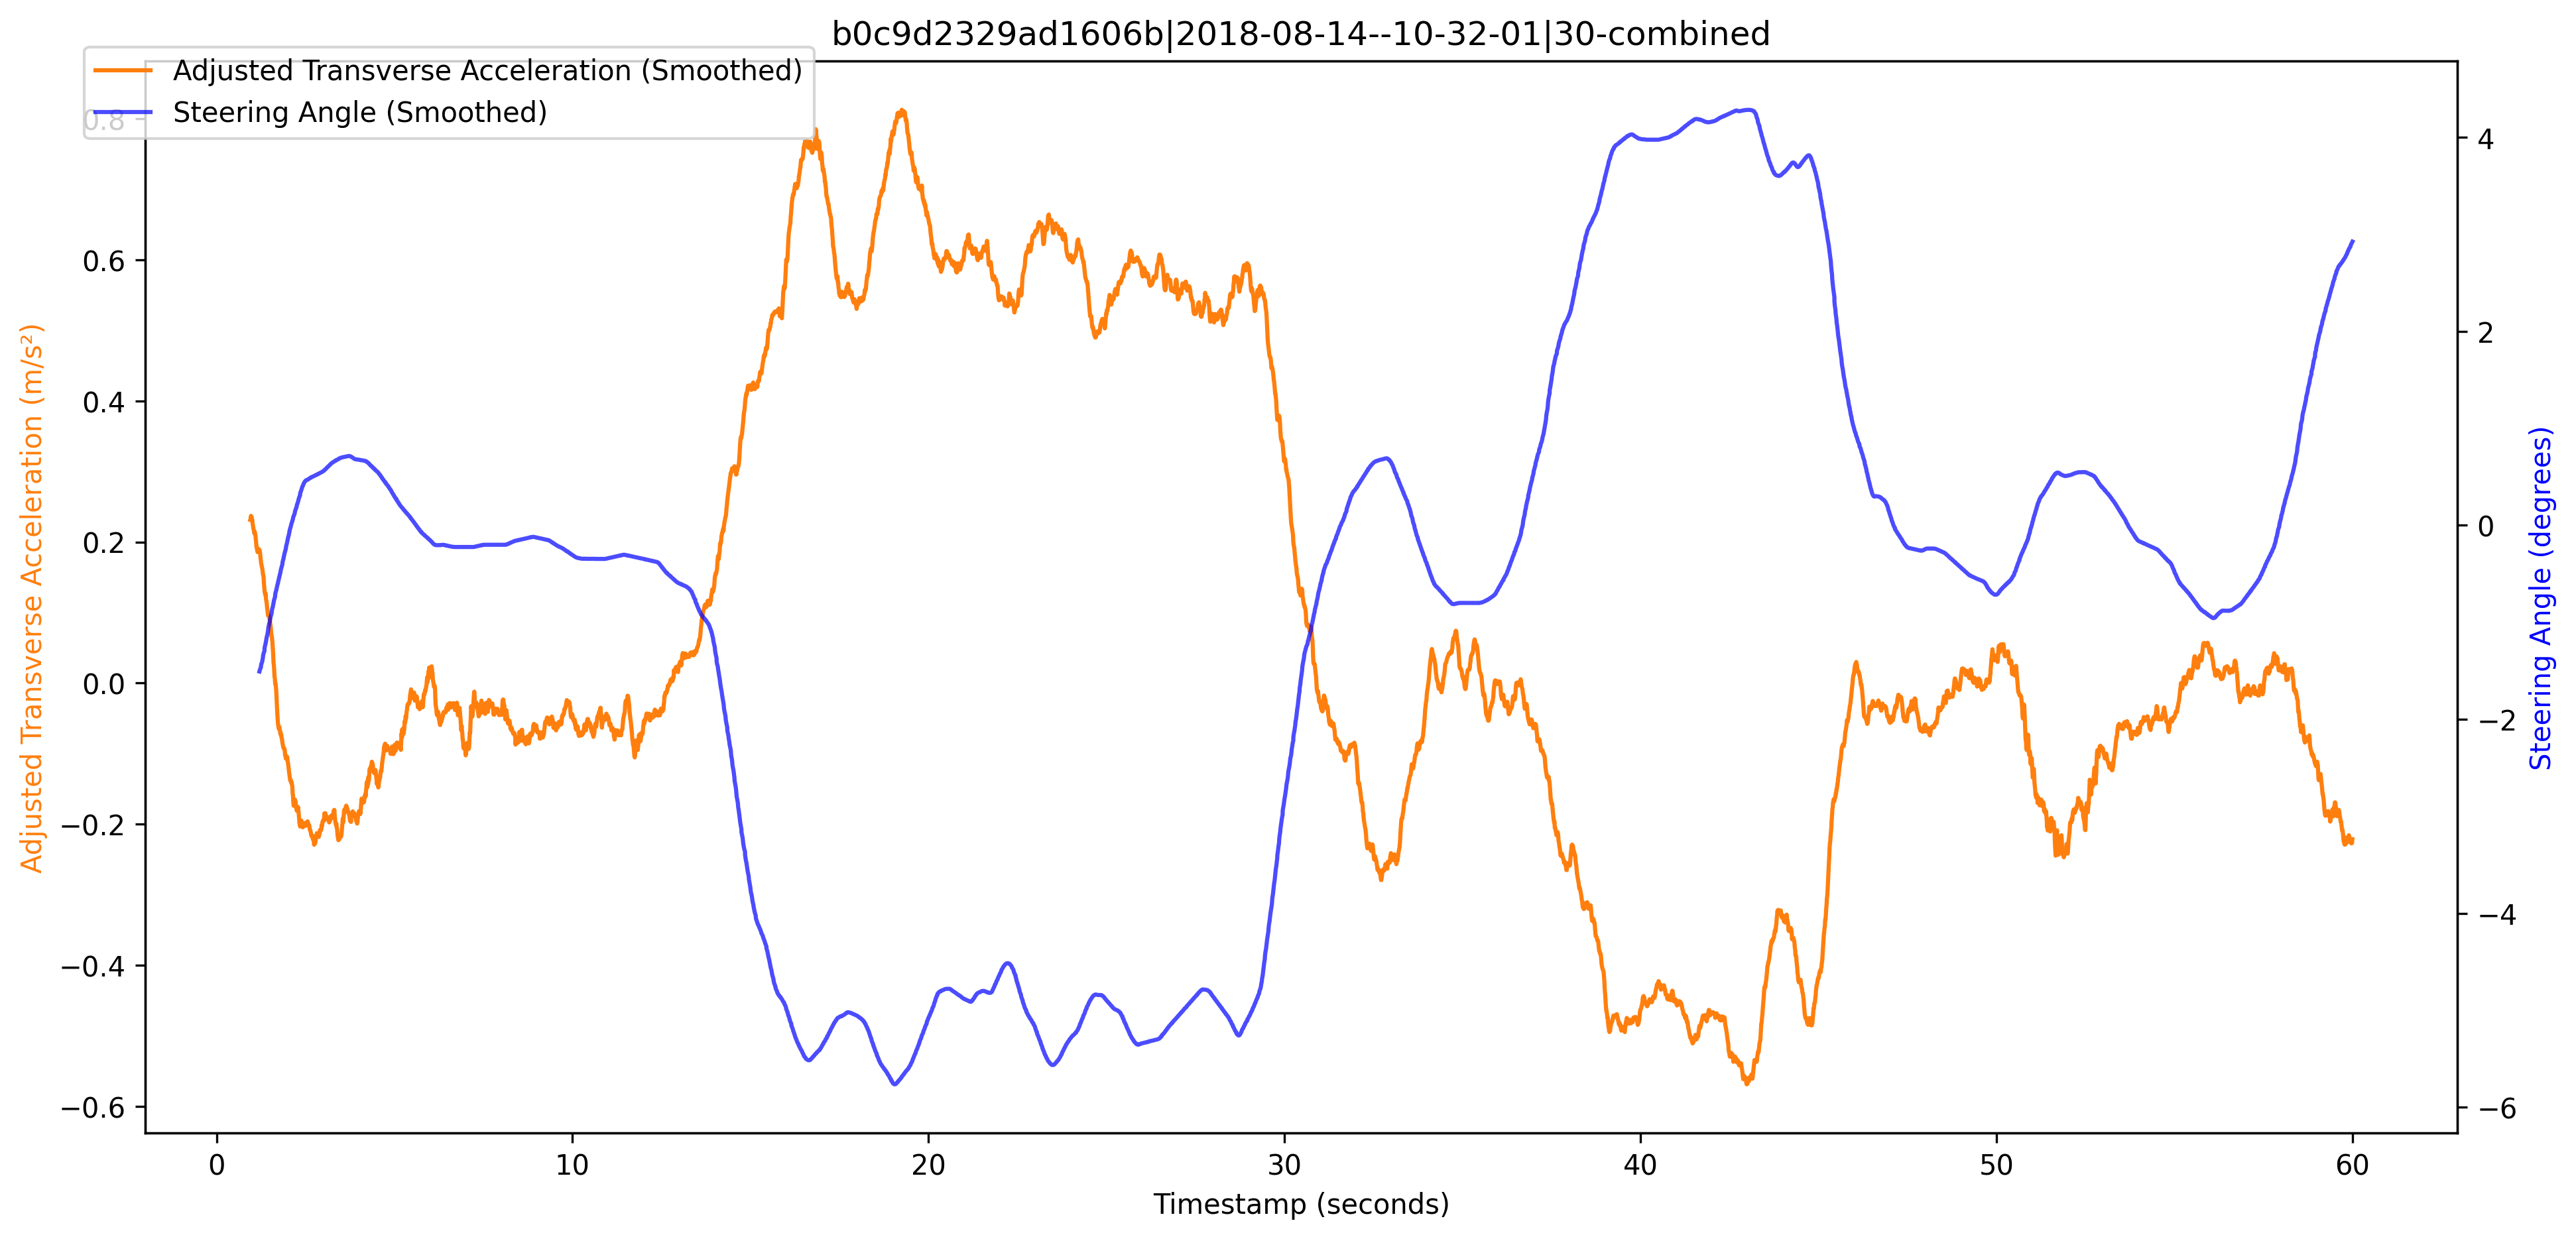 b0c9d2329ad1606b|2018-08-14--10-32-01|30-combined
Adjusted Transverse Acceleration (Smoothed)
Steering Angle (Smoothed)
Adjusted Transverse Acceleration (m/s²)
0.8
0.6
0.4
0.2
0.0
−0.2
−0.4
−0.6
4
2
0
−2
−4
−6
Steering Angle (degrees)
0 10 20 30 40 50 60
Timestamp (seconds)